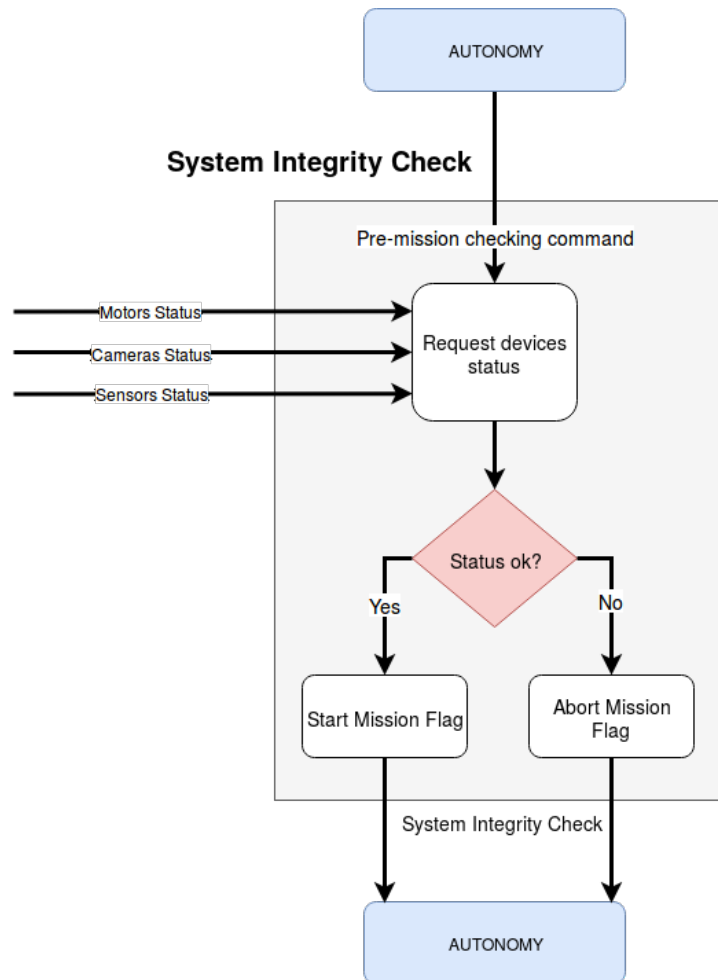 AUTONOMY
System Integrity Check
Pre-mission checking command
Motors Status
Cameras Status
Sensors Status
Request devices
status
Status ok?
Yes
No
Start Mission Flag
Abort Mission
Flag
System Integrity Check
AUTONOMY